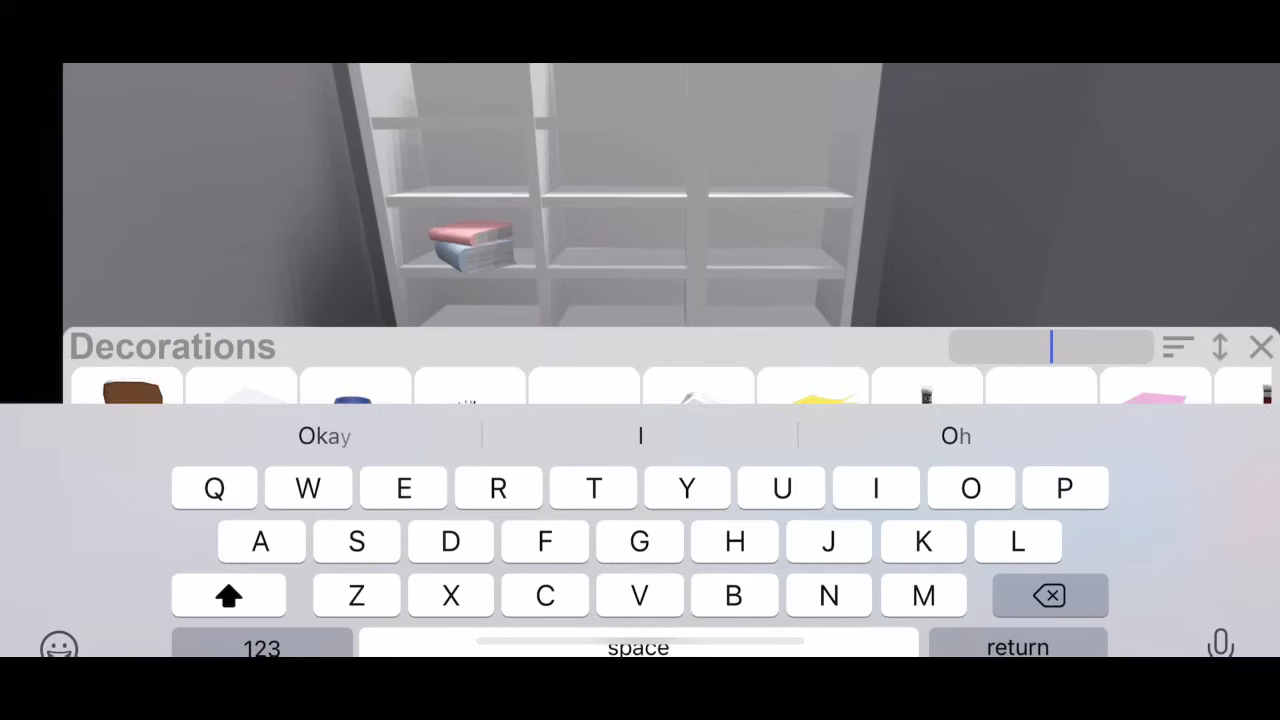 Decorations
Okay I Oh
Q W E R T Y U I O P
A S D F G H J K L
Z X C V B N M
123 space return